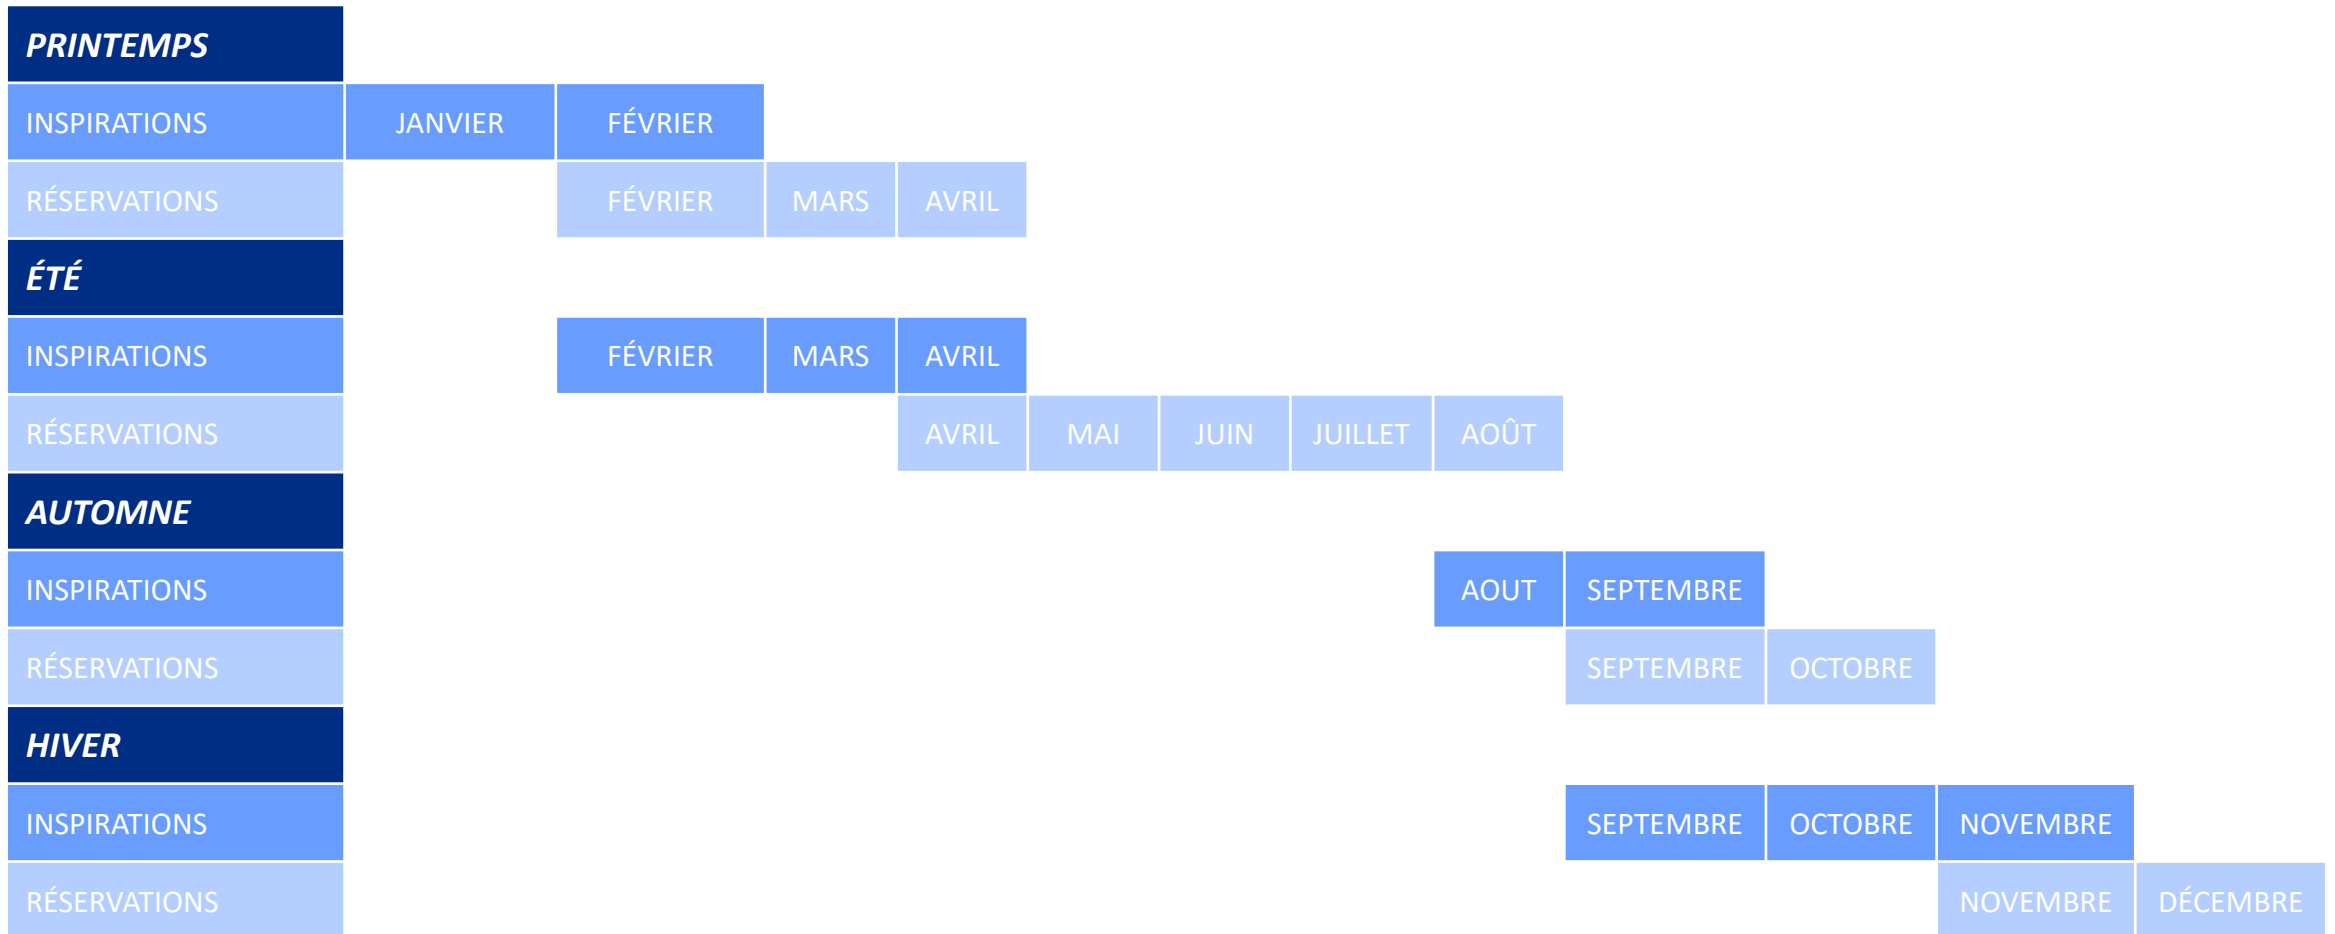 PRINTEMPS
INSPIRATIONS JANVIER FÉVRIER
RÉSERVATIONS FÉVRIER MARS AVRIL
ÉTÉ
INSPIRATIONS FÉVRIER MARS AVRIL
RÉSERVATIONS AVRIL MAI JUIN JUILLET AOÛT
AUTOMNE
INSPIRATIONS AOUT SEPTEMBRE
RÉSERVATIONS SEPTEMBRE OCTOBRE
HIVER
INSPIRATIONS SEPTEMBRE OCTOBRE NOVEMBRE
RÉSERVATIONS NOVEMBRE DÉCEMBRE